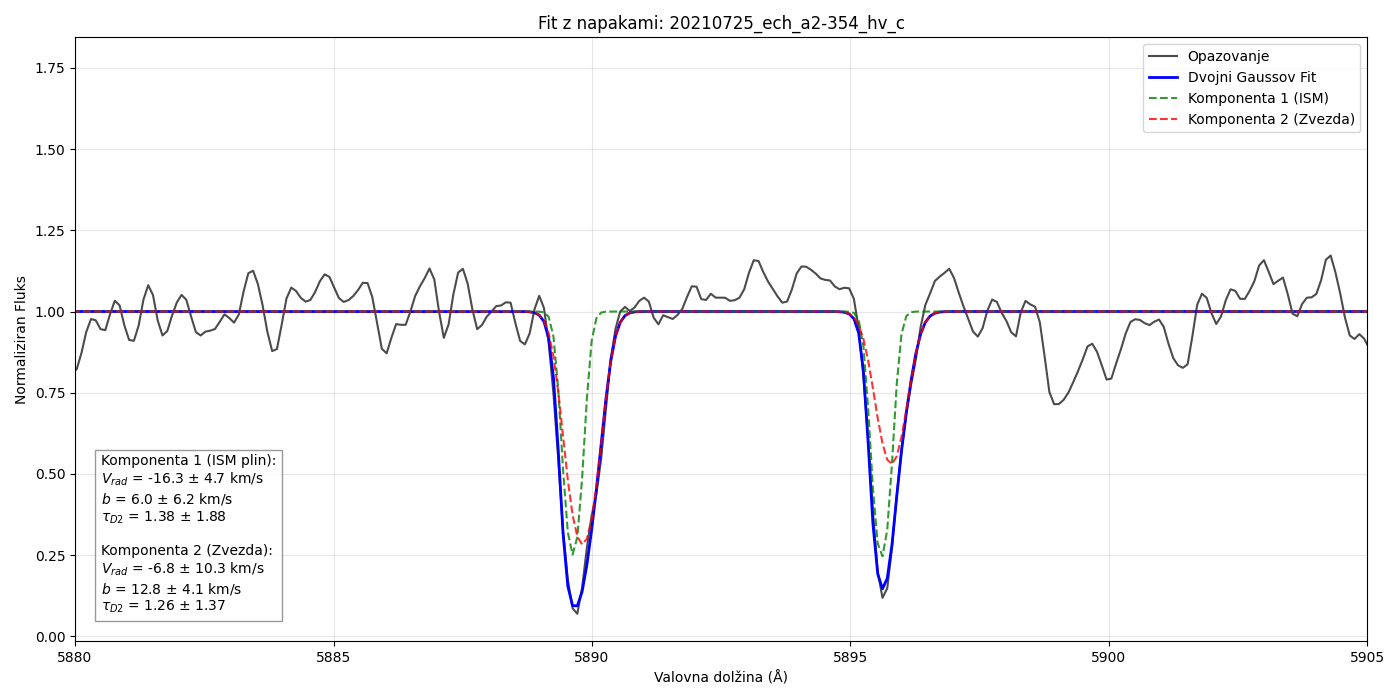 Fit z napakami: 20210725_ech_a2-354_hv_c
Opazovanje
Dvojni Gaussov Fit
Komponenta 1 (ISM)
Komponenta 2 (Zvezda)
Normaliziran Fluks
1.75
1.50
1.25
1.00
0.75
0.50
0.25
0.00
Komponenta 1 (ISM plin):
V_rad = -16.3 ± 4.7 km/s
b = 6.0 ± 6.2 km/s
τ_D2 = 1.38 ± 1.88
Komponenta 2 (Zvezda):
V_rad = -6.8 ± 10.3 km/s
b = 12.8 ± 4.1 km/s
τ_D2 = 1.26 ± 1.37
5880 5885 5890 5895 5900 5905
Valovna dolžina (Å)